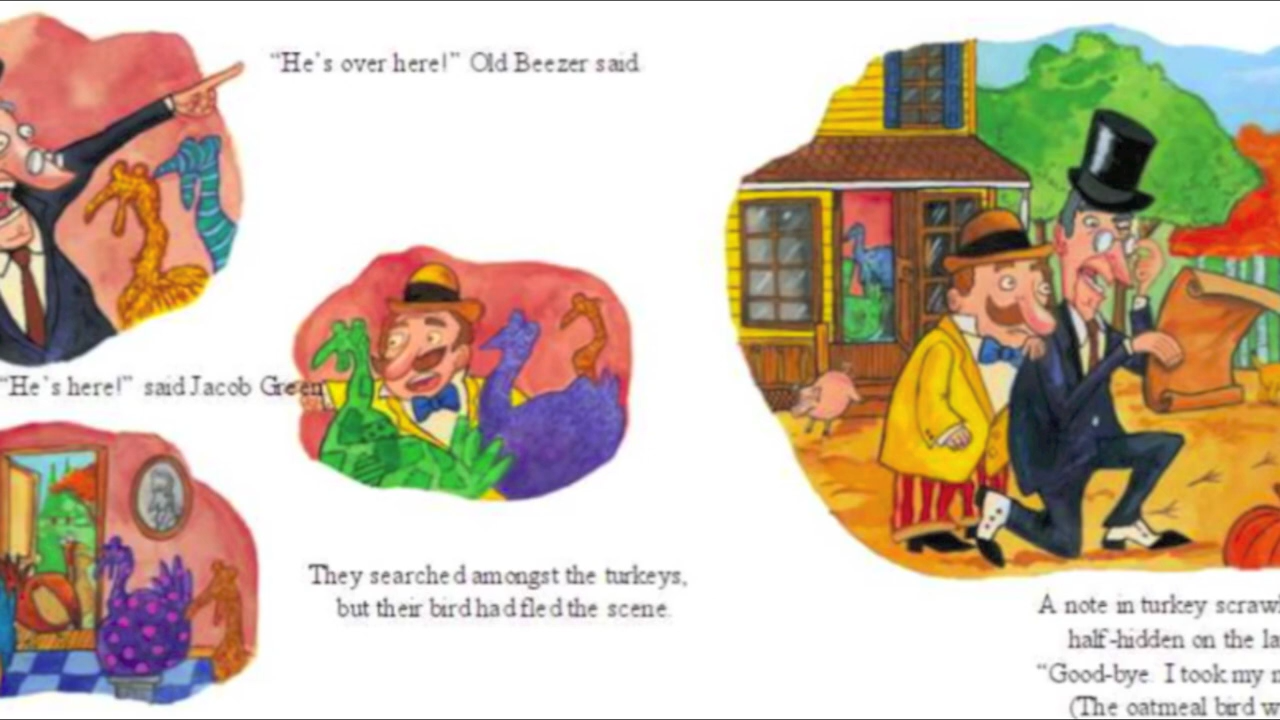 “He’s over here!” Old Beezer said.
“He’s here!” said Jacob Green
They searched amongst the turkeys,
but their bird had fled the scene.
A note in turkey
half-hidden on the
“Good-bye. I took my
(The oatmeal bird